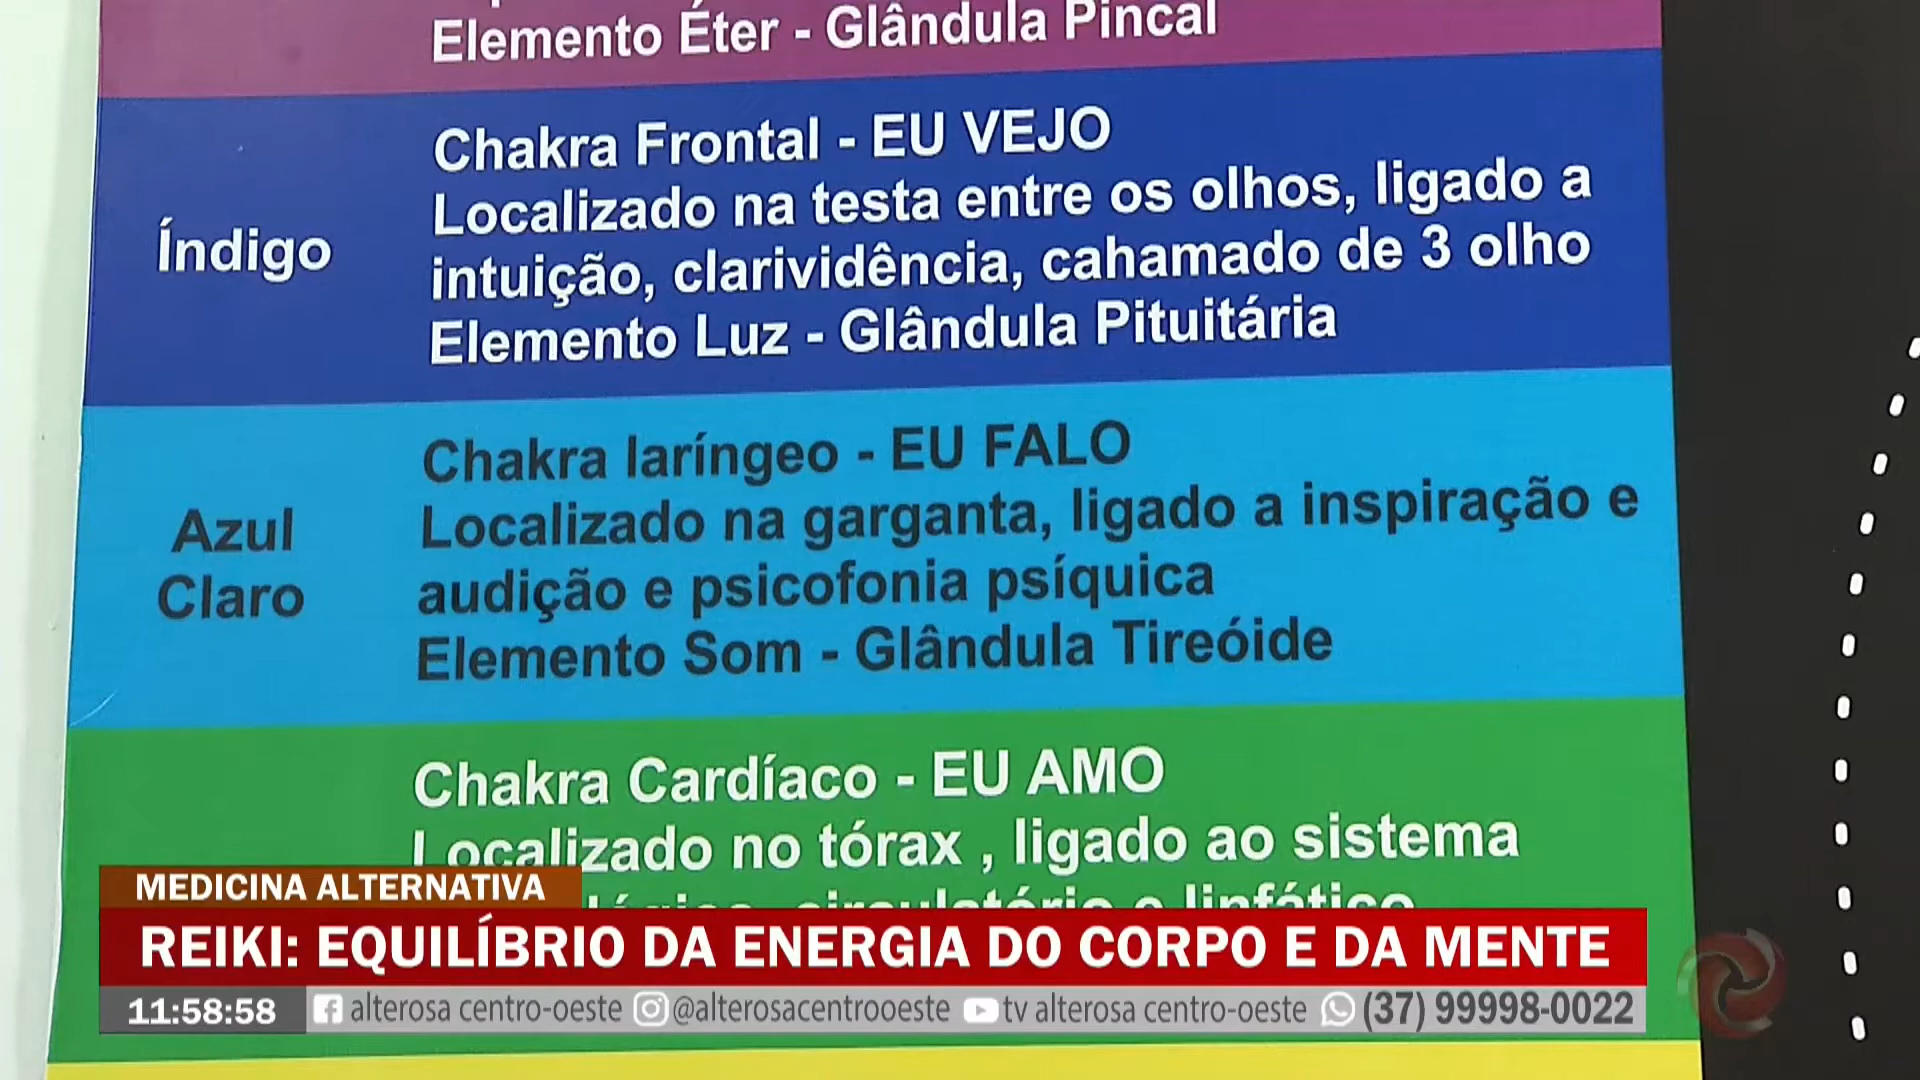 Elemento Éter - Glândula Pincal
Índigo
Chakra Frontal - EU VEJO
Localizado na testa entre os olhos, ligado a
intuição, clarividência, cahamado de 3 olho
Elemento Luz - Glândula Pituitária
Azul
Claro
Chakra laríngeo - EU FALO
Localizado na garganta, ligado a inspiração e
audição e psicofonia psíquica
Elemento Som - Glândula Tireóide
Chakra Cardíaco - EU AMO
Localizado no tórax , ligado ao sistema
circulatório e linfático
MEDICINA ALTERNATIVA
REIKI: EQUILÍBRIO DA ENERGIA DO CORPO E DA MENTE
11:58:58 alterosa centro-oeste @alterosacentrooeste tv alterosa centro-oeste (37) 99998-0022